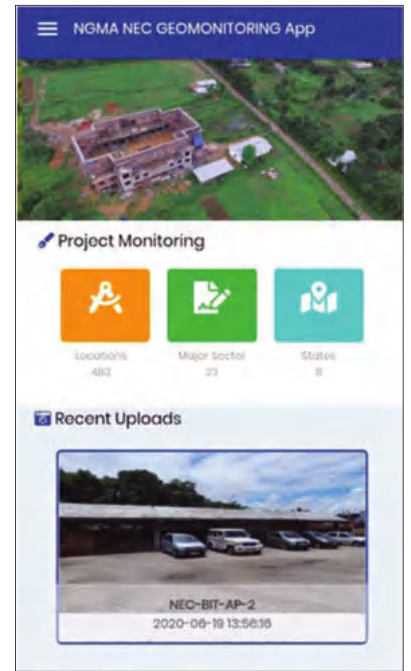 NGMA NEC GEOMONITORING App
Project Monitoring
Locations Major Sector States
483 23 8
Recent Uploads
NEC-BIT-AP-2
2020-06-19 13:56:16